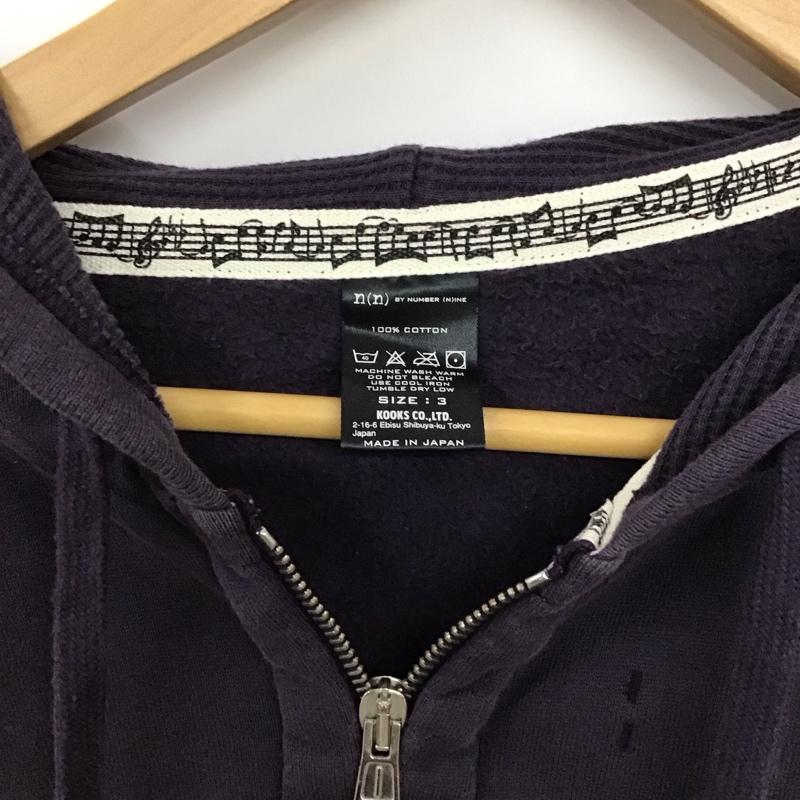 n(n) BY NUMBER (N)INE
100% COTTON
40
MACHINE WASH WARM
DO NOT BLEACH
USE COOL IRON
TUMBLE DRY LOW
SIZE : 3
KOOKS CO.,LTD.
2-16-6 Ebisu Shibuya-ku Tokyo
Japan
MADE IN JAPAN